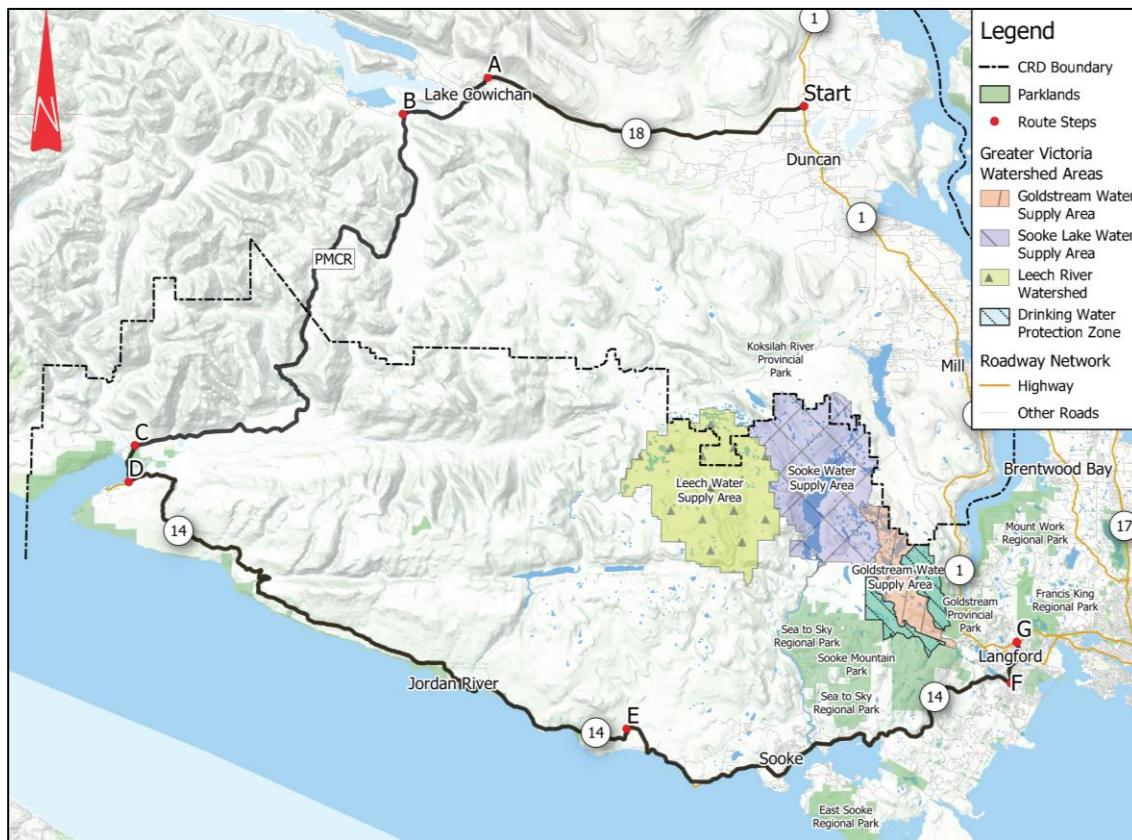 N
1
A
Lake Cowichan
B
Start
18
Duncan
1
PMCR
Koksilah River
Provincial
Park
Mill
C
D
Leech Water
Supply Area
Sooke Water
Supply Area
Brentwood Bay
Mount Work
Regional Park
17
14
1
Goldstream Water
Supply Area
Goldstream
Provincial
Park
Francis King
Regional Park
Sea to Sky
Regional Park
Sooke Mountain
Park
Sea to Sky
Regional Park
G
Langford
F
14
Jordan River
14
E
Sooke
East Sooke
Regional Park
Legend
CRD Boundary
Parklands
Route Steps
Greater Victoria
Watershed Areas
Goldstream Water
Supply Area
Sooke Lake Water
Supply Area
Leech River
Watershed
Drinking Water
Protection Zone
Roadway Network
Highway
Other Roads